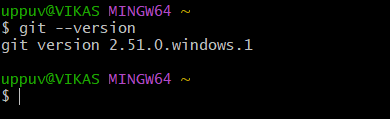 uppuv@VIKAS MINGW64 ~
$ git --version
git version 2.51.0.windows.1
uppuv@VIKAS MINGW64 ~
$